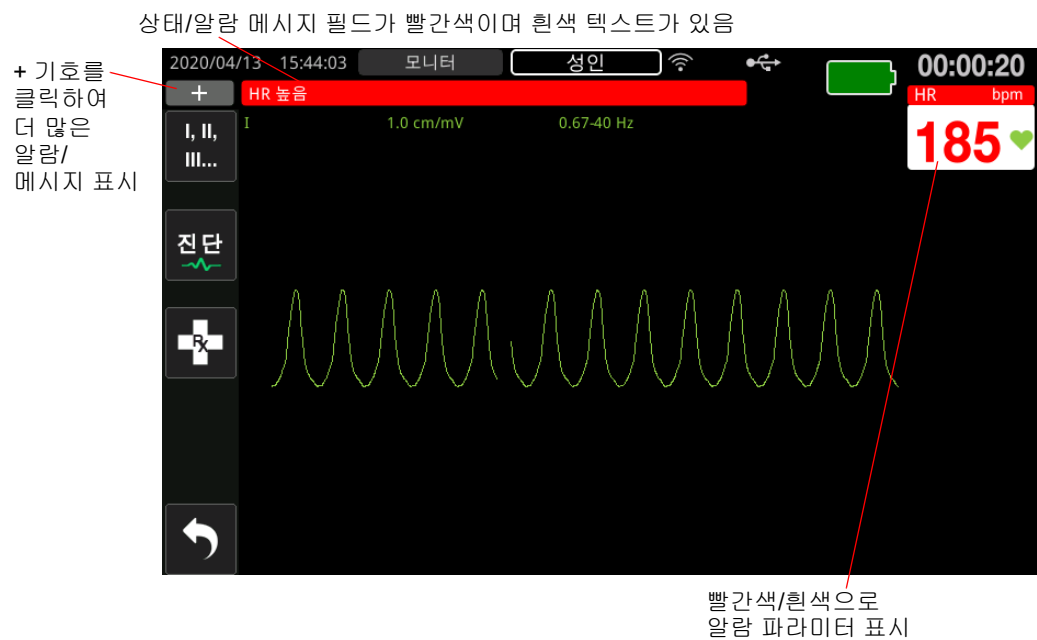 상태/알람 메시지 필드가 빨간색이며 흰색 텍스트가 있음
+ 기호를
클릭하여
더 많은
알람/
메시지 표시
2020/04/13 15:44:03 모니터 성인 00:00:20
+ HR 높음 HR bpm
I 1.0 cm/mV 0.67-40 Hz
I, II,
III...
185
진단
Rx
빨간색/흰색으로
알람 파라미터 표시